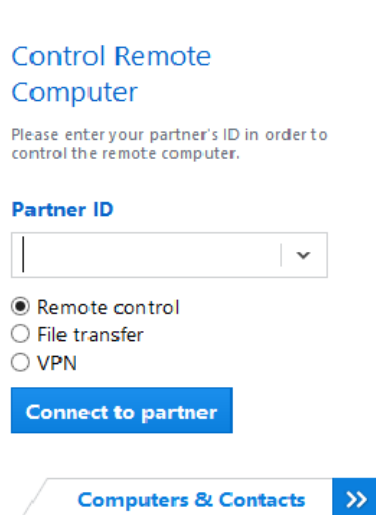 Control Remote
Computer
Please enter your partner's ID in order to
control the remote computer.
Partner ID
Remote control
File transfer
VPN
Connect to partner
Computers & Contacts